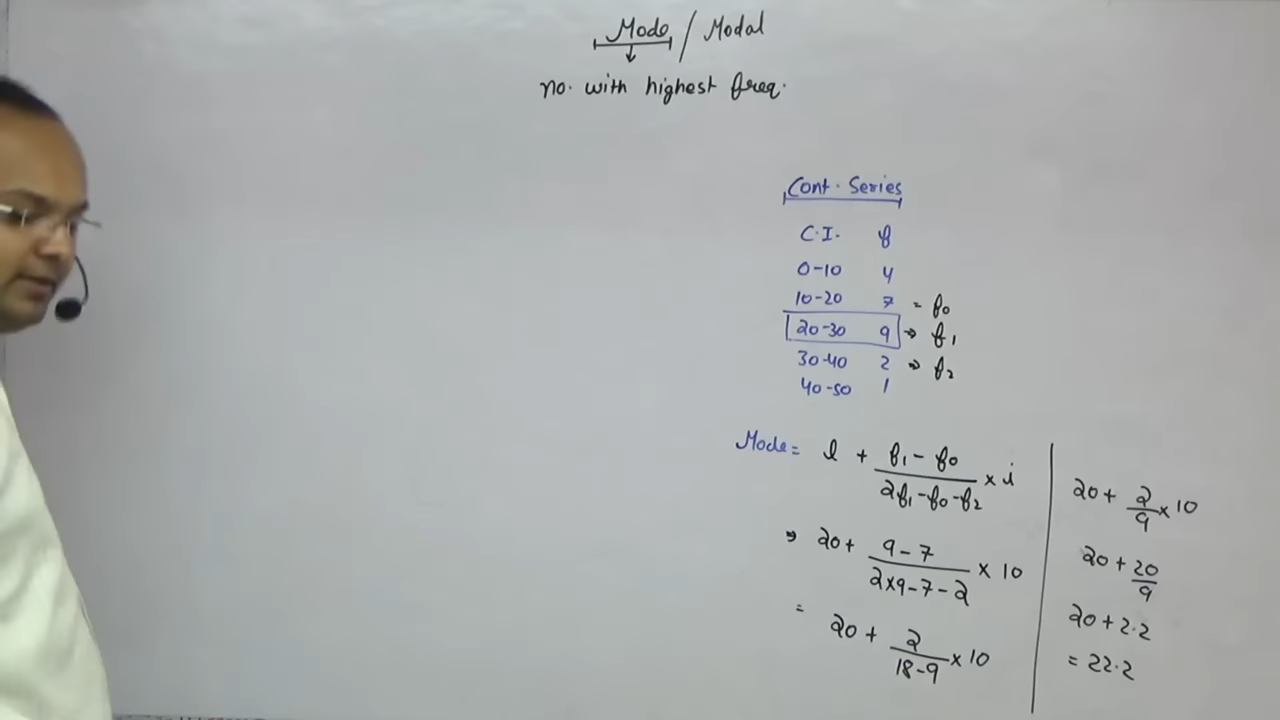 Mode / Modal
no. with highest freq.
Cont. Series
C.I. f
0-10 4
10-20 7 = f₀
20-30 9 → f₁
30-40 2 → f₂
40-50 1
Mode = l + (f₁ - f₀)/(2f₁ - f₀ - f₂) × i
→ 20 + (9 - 7)/(2×9 - 7 - 2) × 10
= 20 + 2/(18-9) × 10
20 + 2/9 × 10
20 + 20/9
20 + 2.2
= 22.2